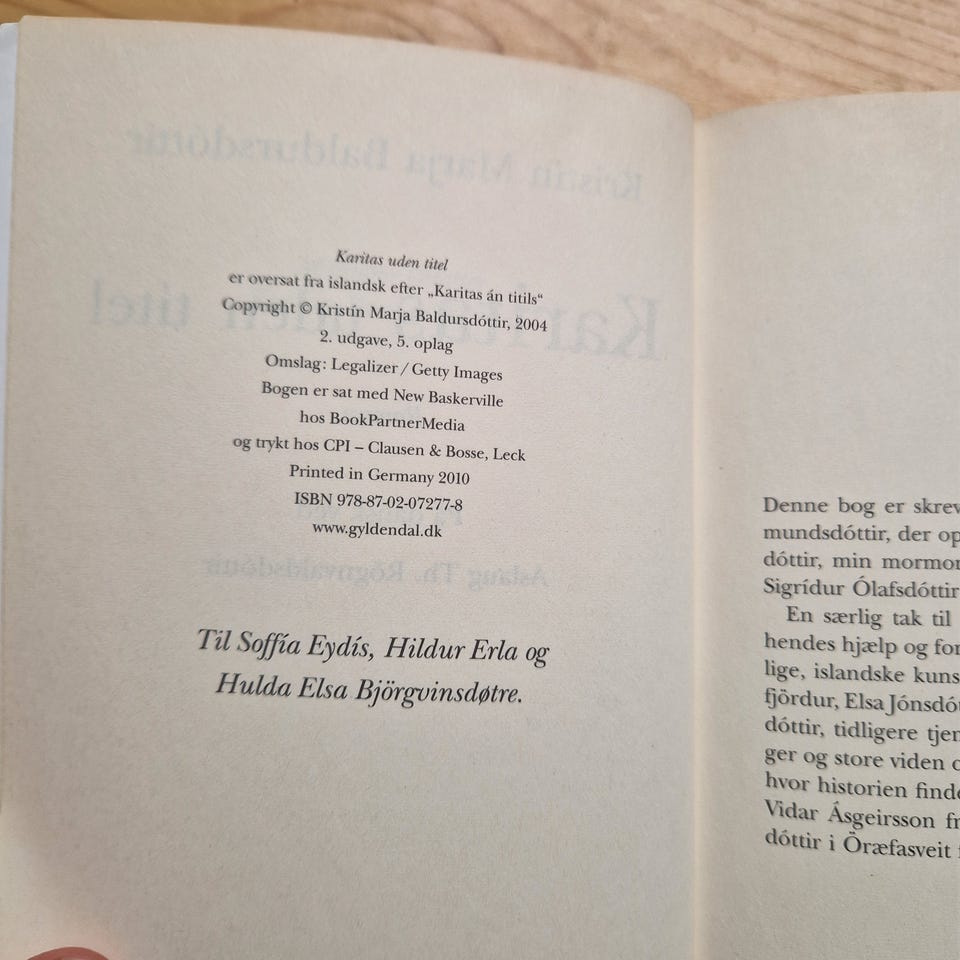 Karitas uden titel
er oversat fra islandsk efter „Karitas án titils“
Copyright © Kristín Marja Baldursdóttir, 2004
2. udgave, 5. oplag
Omslag: Legalizer / Getty Images
Bogen er sat med New Baskerville
hos BookPartnerMedia
og trykt hos CPI – Clausen & Bosse, Leck
Printed in Germany 2010
ISBN 978-87-02-07277-8
www.gyldendal.dk
Til Soffía Eydís, Hildur Erla og
Hulda Elsa Björgvinsdøtre.
Denne bog er skrev
mundsdóttir, der op
dóttir, min mormor
Sigrídur Ólafsdóttir
En særlig tak til
hendes hjælp og for
lige, islandske kuns
fjördur, Elsa Jónsdót
dóttir, tidligere tjen
ger og store viden o
hvor historien finde
Vidar Ásgeirsson fr
dóttir i Öræfasveit f